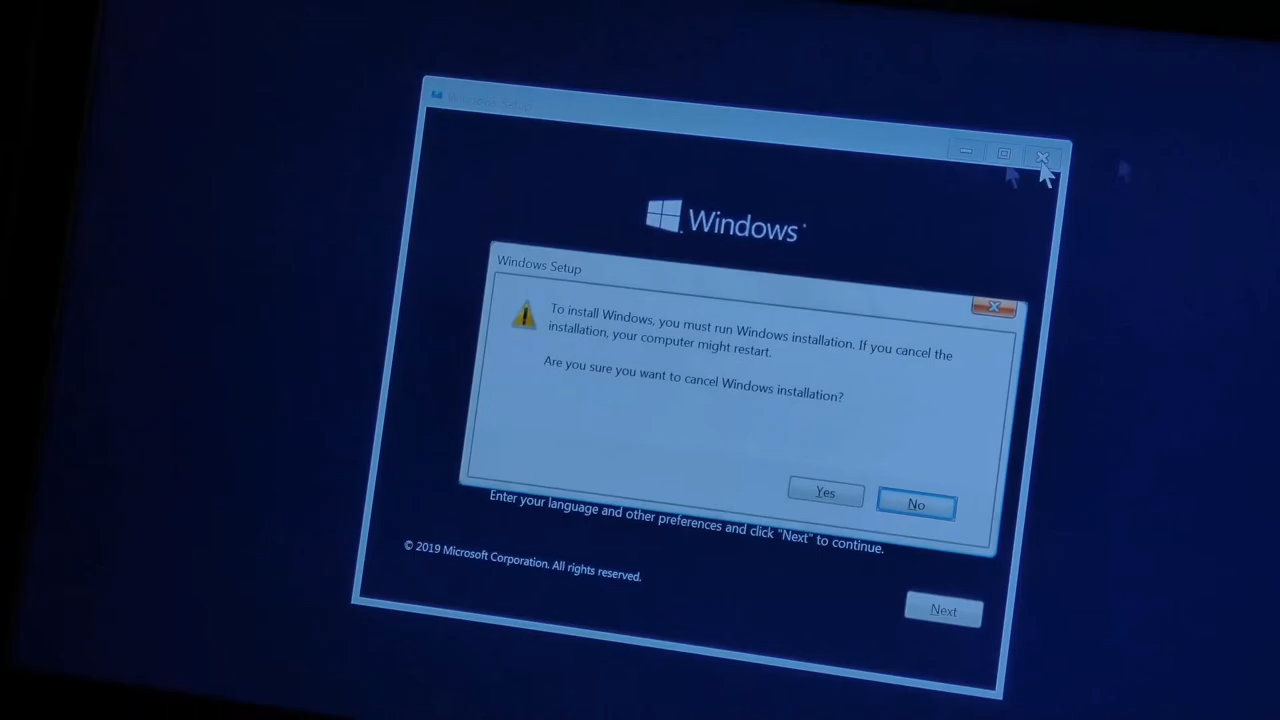 Windows Setup
Windows
Windows Setup
To install Windows, you must run Windows installation. If you cancel the
installation, your computer might restart.
Are you sure you want to cancel Windows installation?
Yes
No
Enter your language and other preferences and click "Next" to continue.
© 2019 Microsoft Corporation. All rights reserved.
Next